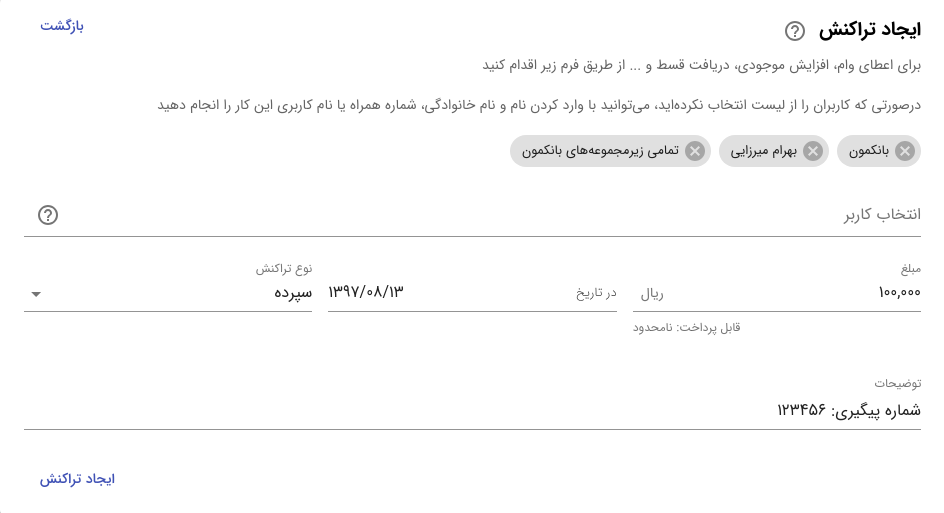 ایجاد تراکنش ?
بازگشت
برای اعطای وام، افزایش موجودی، دریافت قسط و ... از طریق فرم زیر اقدام کنید
درصورتی که کاربران را از لیست انتخاب نکرده‌اید، می‌توانید با وارد کردن نام و نام خانوادگی، شماره همراه یا نام کاربری این کار را انجام دهید
بانکمون
بهرام میرزایی
تمامی زیرمجموعه‌های بانکمون
انتخاب کاربر ?
مبلغ
۱۰۰,۰۰۰ ریال
قابل پرداخت: نامحدود
در تاریخ ۱۳۹۷/۰۸/۱۳
نوع تراکنش
سپرده
توضیحات
شماره پیگیری: ۱۲۳۴۵۶
ایجاد تراکنش